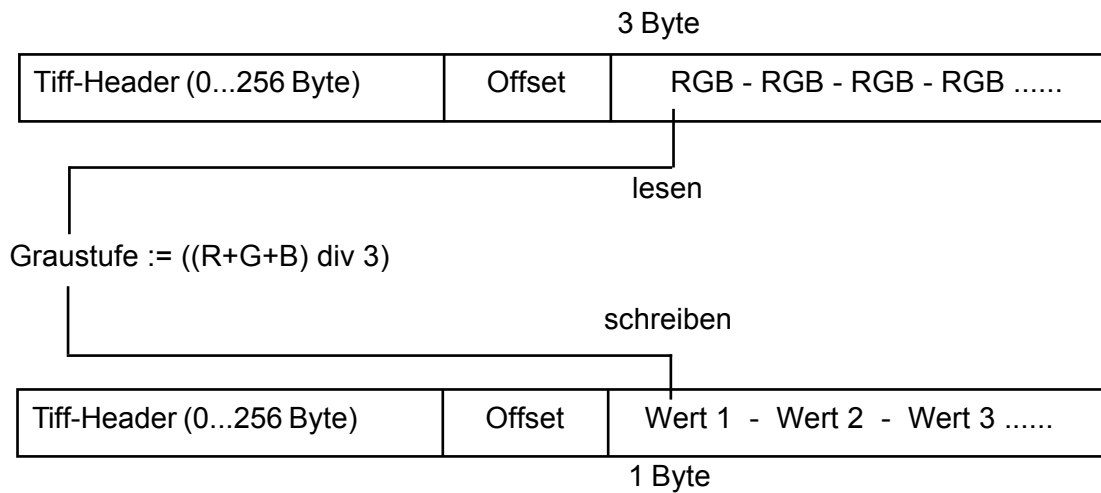 3 Byte
Tiff-Header (0...256 Byte) Offset RGB - RGB - RGB - RGB ......
lesen
Graustufe := ((R+G+B) div 3)
schreiben
Tiff-Header (0...256 Byte) Offset Wert 1 - Wert 2 - Wert 3 ......
1 Byte